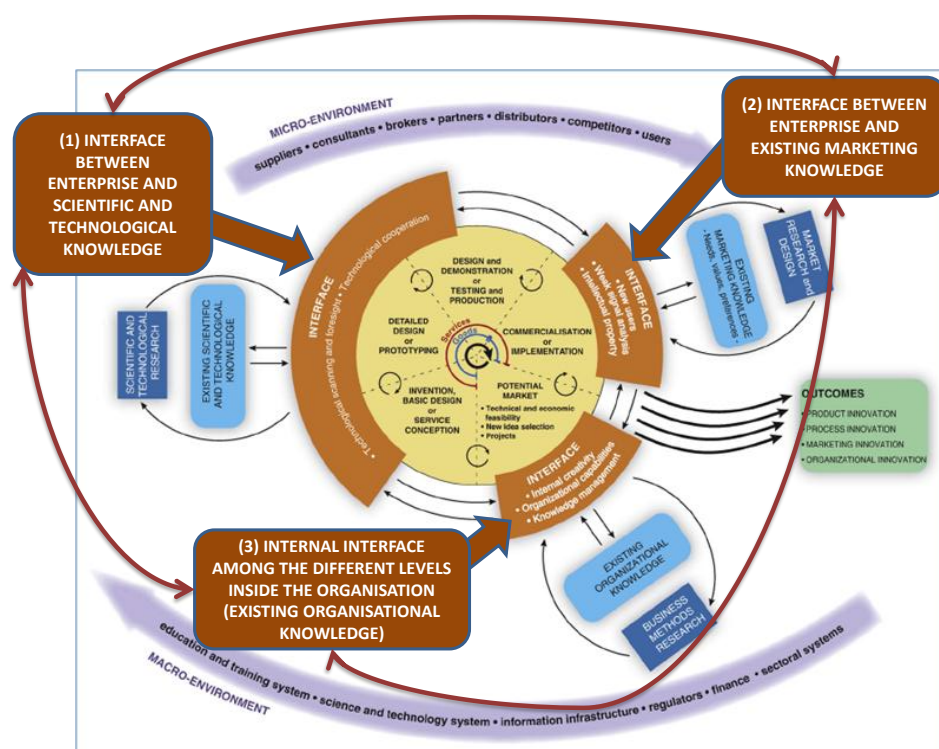 MICRO-ENVIRONMENT
suppliers • consultants • brokers • partners • distributors • competitors • users
(1) INTERFACE
BETWEEN
ENTERPRISE AND
SCIENTIFIC AND
TECHNOLOGICAL
KNOWLEDGE
(2) INTERFACE BETWEEN
ENTERPRISE AND
EXISTING MARKETING
KNOWLEDGE
INTERFACE
• Technological scanning and foresight • Technological cooperation
INTERFACE
• New users
• Weak signal analysis
• Intellectual property
EXISTING
MARKETING
KNOWLEDGE
- Needs, values, preferences -
MARKET
RESEARCH and
DESIGN
SCIENTIFIC AND
TECHNOLOGICAL
RESEARCH
EXISTING SCIENTIFIC
AND TECHNOLOGICAL
KNOWLEDGE
DESIGN and
DEMONSTRATION
or
TESTING and
PRODUCTION
DETAILED
DESIGN
or
PROTOTYPING
Services
Goods
COMMERCIALISATION
or
IMPLEMENTATION
INVENTION,
BASIC DESIGN
or
SERVICE
CONCEPTION
POTENTIAL
MARKET
• Technical and economic
feasibility
• New idea selection
• Projects
OUTCOMES
• PRODUCT INNOVATION
• PROCESS INNOVATION
• MARKETING INNOVATION
• ORGANIZATIONAL INNOVATION
INTERFACE
• Internal creativity
• Organizational capabilities
• Knowledge management
(3) INTERNAL INTERFACE
AMONG THE DIFFERENT LEVELS
INSIDE THE ORGANISATION
(EXISTING ORGANISATIONAL
KNOWLEDGE)
EXISTING
ORGANIZATIONAL
KNOWLEDGE
BUSINESS
METHODS
RESEARCH
education and training system • science and technology system • information infrastructure • regulators • finance • sectoral systems
MACRO-ENVIRONMENT